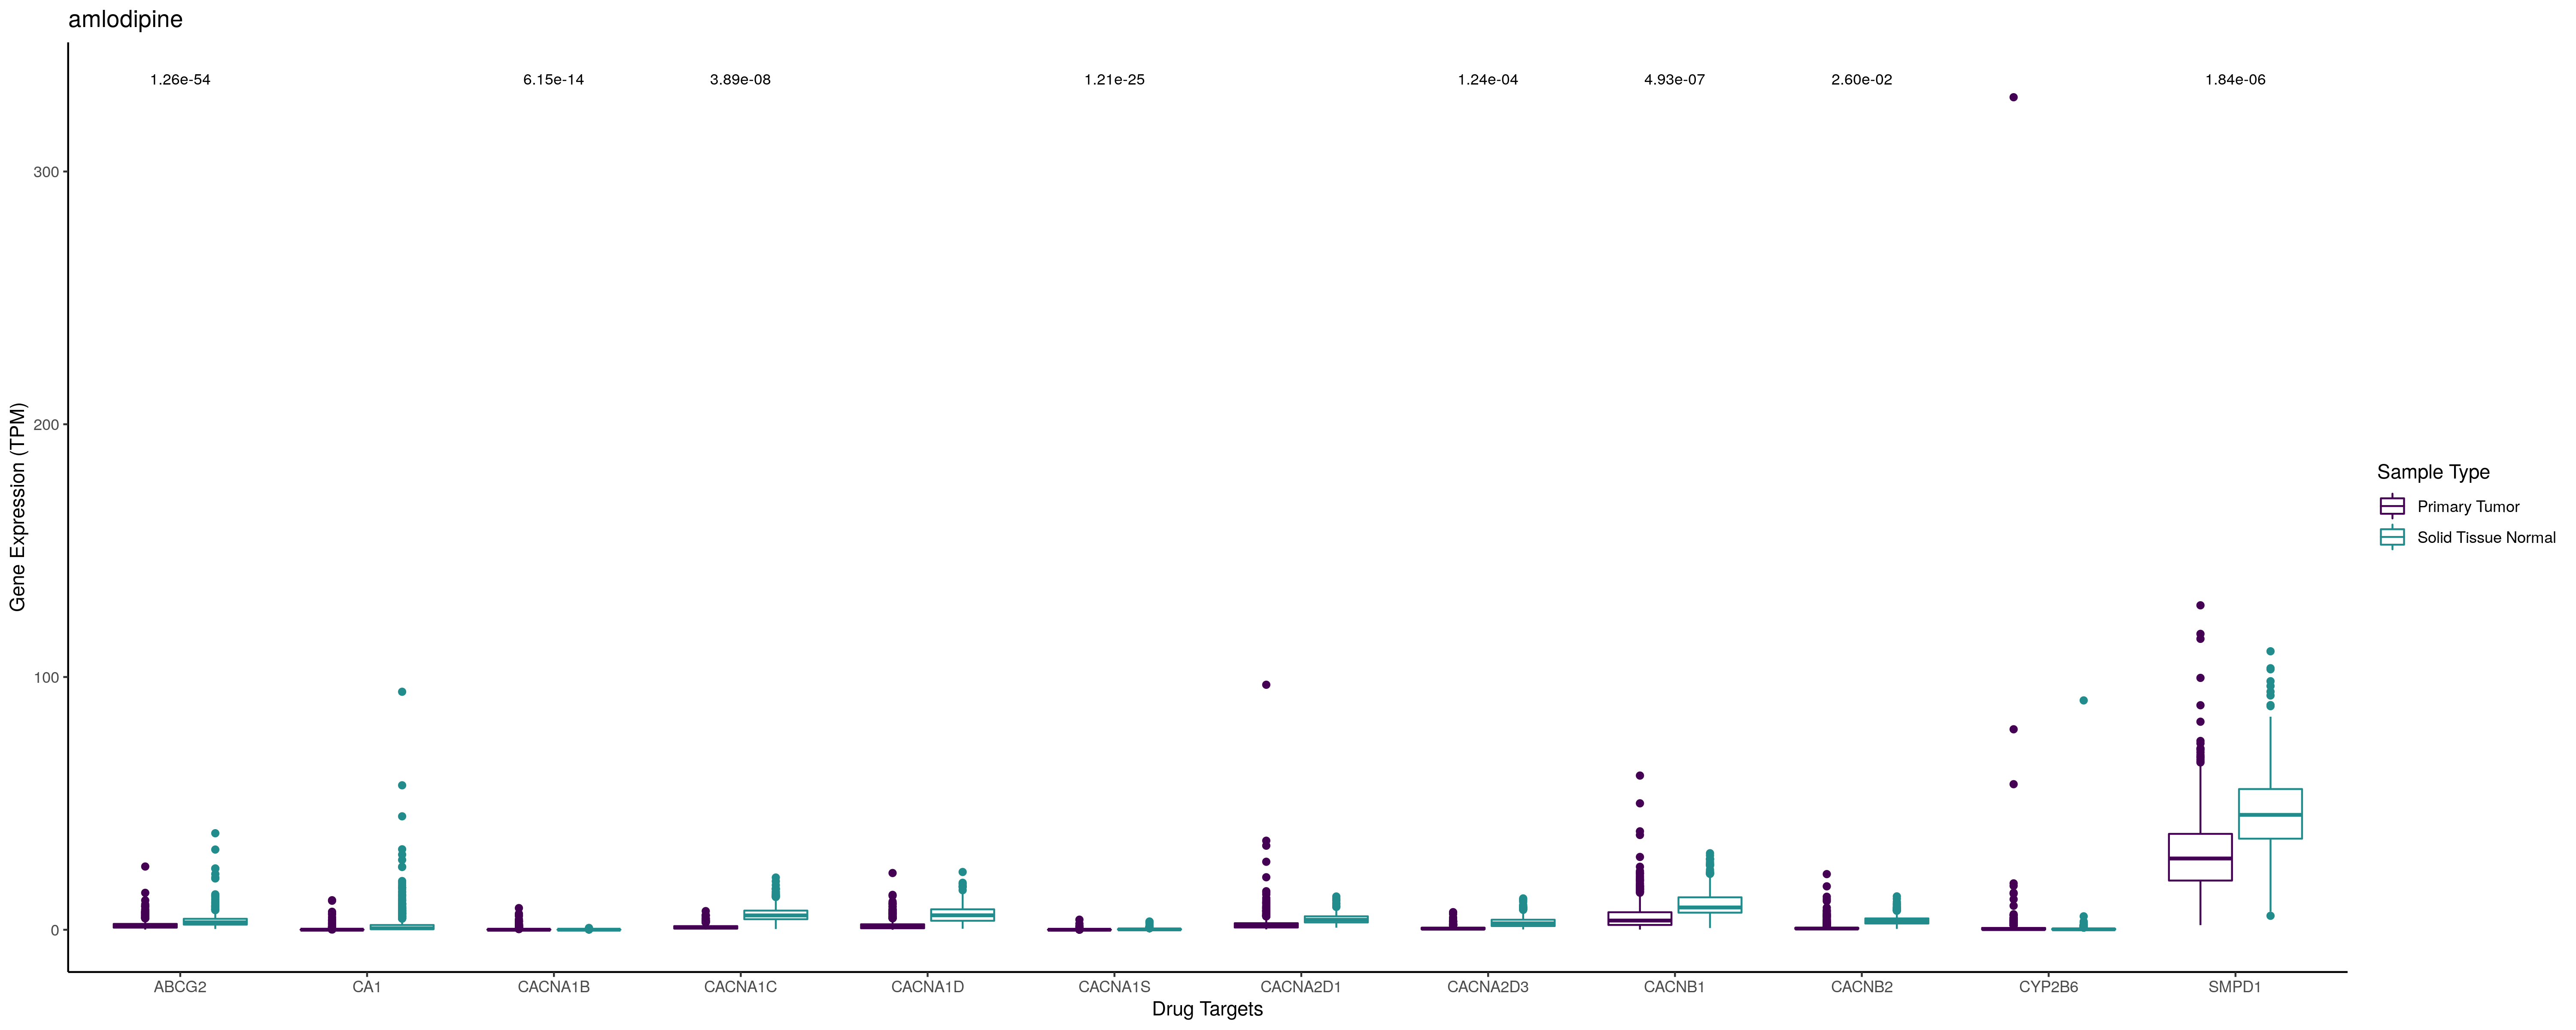 amlodipine
1.26e-54 6.15e-14 3.89e-08 1.21e-25 1.24e-04 4.93e-07 2.60e-02 1.84e-06
300
200
100
0
Gene Expression (TPM)
ABCG2 CA1 CACNA1B CACNA1C CACNA1D CACNA1S CACNA2D1 CACNA2D3 CACNB1 CACNB2 CYP2B6 SMPD1
Drug Targets
Sample Type
Primary Tumor
Solid Tissue Normal